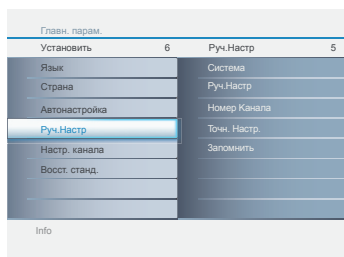 Главн. парам.
Установить 6 Руч.Настр 5
Язык Система
Страна Руч.Настр
Автонастройка Номер Канала
Руч.Настр Точн. Настр.
Настр. канала Запомнить
Восст. станд.
Info